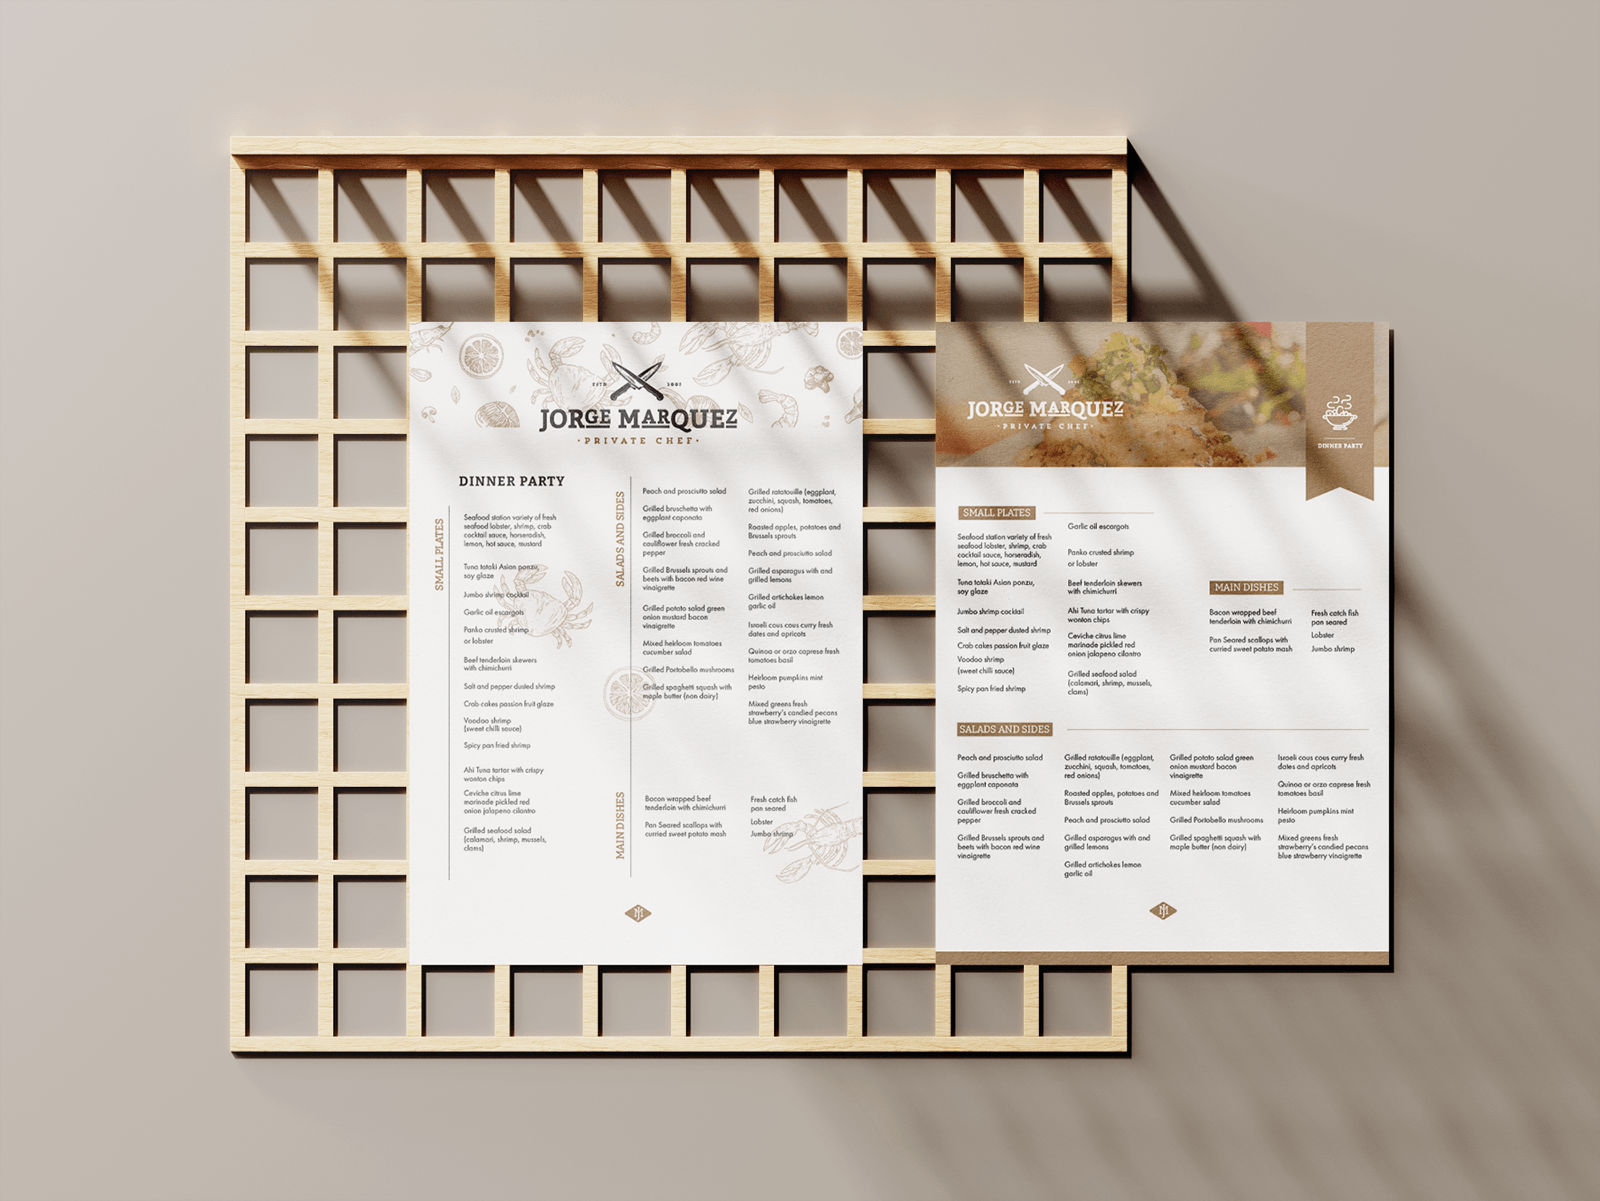 ESTD 2001
JORGE MARQUEZ
• PRIVATE CHEF •
DINNER PARTY
SMALL PLATES
Seafood station variety of fresh
seafood lobster, shrimp, crab
cocktail sauce, horseradish,
lemon, hot sauce, mustard
Tuna tataki Asian ponzu,
soy glaze
Jumbo shrimp cocktail
Garlic oil escargots
Panko crusted shrimp
or lobster
Beef tenderloin skewers
with chimichurri
Salt and pepper dusted shrimp
Crab cakes passion fruit glaze
Voodoo shrimp
(sweet chilli sauce)
Spicy pan fried shrimp
Ahi Tuna tartar with crispy
wonton chips
Ceviche citrus lime
marinade pickled red
onion jalapeno cilantro
Grilled seafood salad
(calamari, shrimp, mussels,
clams)
SALADS AND SIDES
Peach and prosciutto salad
Grilled bruschetta with
eggplant caponata
Grilled broccoli and
cauliflower fresh cracked
pepper
Grilled Brussels sprouts and
beets with bacon red wine
vinaigrette
Grilled potato salad green
onion mustard bacon
vinaigrette
Mixed heirloom tomatoes
cucumber salad
Grilled Portobello mushrooms
Grilled spaghetti squash with
maple butter (non dairy)
Grilled ratatouille (eggplant,
zucchini, squash, tomatoes,
red onions)
Roasted apples, potatoes and
Brussels sprouts
Peach and prosciutto salad
Grilled asparagus with and
grilled lemons
Grilled artichokes lemon
garlic oil
Israeli cous cous curry fresh
dates and apricots
Quinoa or orzo caprese fresh
tomatoes basil
Heirloom pumpkins mint
pesto
Mixed greens fresh
strawberry's candied pecans
blue strawberry vinaigrette
MAIN DISHES
Bacon wrapped beef
tenderloin with chimichurri
Pan Seared scallops with
curried sweet potato mash
Fresh catch fish
pan seared
Lobster
Jumbo shrimp
JM
JORGE MARQUEZ
• PRIVATE CHEF •
DINNER PARTY
SMALL PLATES
Seafood station variety of fresh
seafood lobster, shrimp, crab
cocktail sauce, horseradish,
lemon, hot sauce, mustard
Tuna tataki Asian ponzu,
soy glaze
Jumbo shrimp cocktail
Salt and pepper dusted shrimp
Crab cakes passion fruit glaze
Voodoo shrimp
(sweet chilli sauce)
Spicy pan fried shrimp
Garlic oil escargots
Panko crusted shrimp
or lobster
Beef tenderloin skewers
with chimichurri
Ahi Tuna tartar with crispy
wonton chips
Ceviche citrus lime
marinade pickled red
onion jalapeno cilantro
Grilled seafood salad
(calamari, shrimp, mussels,
clams)
MAIN DISHES
Bacon wrapped beef
tenderloin with chimichurri
Pan Seared scallops with
curried sweet potato mash
Fresh catch fish
pan seared
Lobster
Jumbo shrimp
SALADS AND SIDES
Peach and prosciutto salad
Grilled bruschetta with
eggplant caponata
Grilled broccoli and
cauliflower fresh cracked
pepper
Grilled Brussels sprouts and
beets with bacon red wine
vinaigrette
Grilled ratatouille (eggplant,
zucchini, squash, tomatoes,
red onions)
Roasted apples, potatoes and
Brussels sprouts
Peach and prosciutto salad
Grilled asparagus with and
grilled lemons
Grilled artichokes lemon
garlic oil
Grilled potato salad green
onion mustard bacon
vinaigrette
Mixed heirloom tomatoes
cucumber salad
Grilled Portobello mushrooms
Grilled spaghetti squash with
maple butter (non dairy)
Israeli cous cous curry fresh
dates and apricots
Quinoa or orzo caprese fresh
tomatoes basil
Heirloom pumpkins mint
pesto
Mixed greens fresh
strawberry's candied pecans
blue strawberry vinaigrette
JM